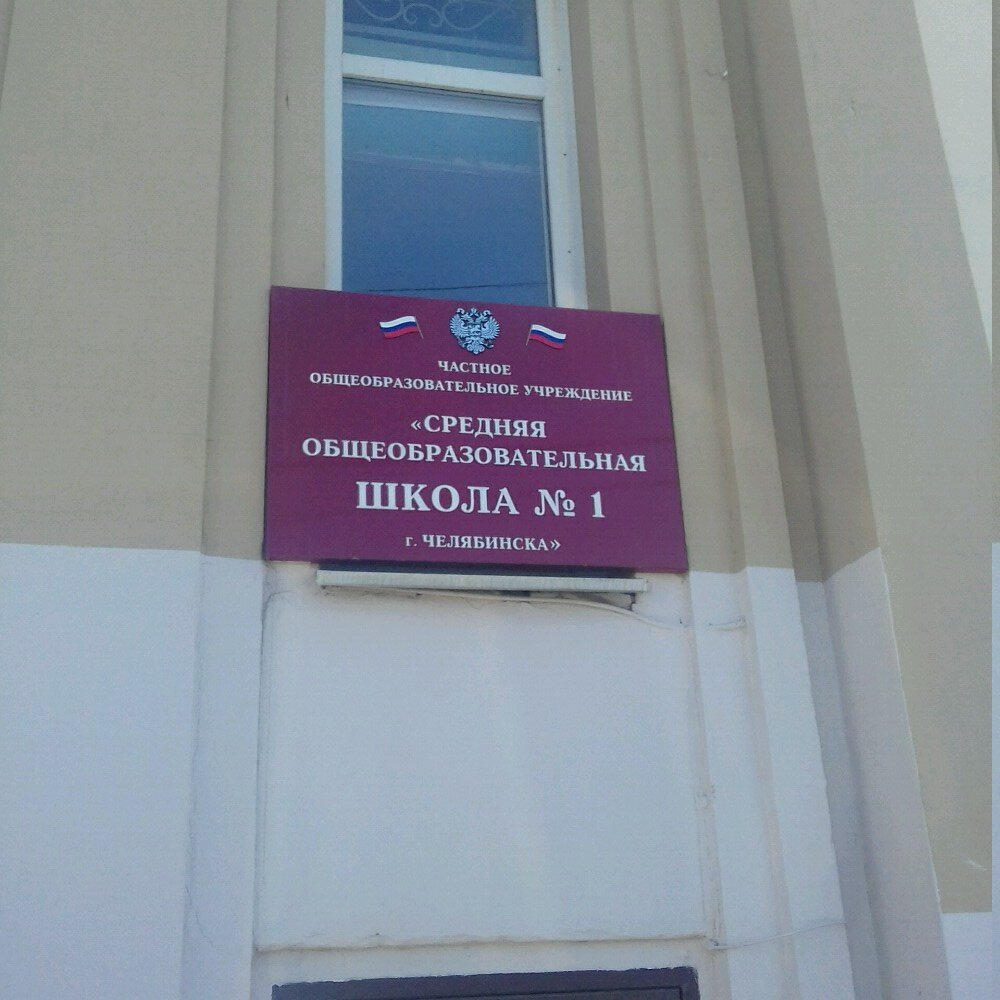 ЧАСТНОЕ
ОБЩЕОБРАЗОВАТЕЛЬНОЕ УЧРЕЖДЕНИЕ
«СРЕДНЯЯ
ОБЩЕОБРАЗОВАТЕЛЬНАЯ
ШКОЛА № 1
г. ЧЕЛЯБИНСКА»